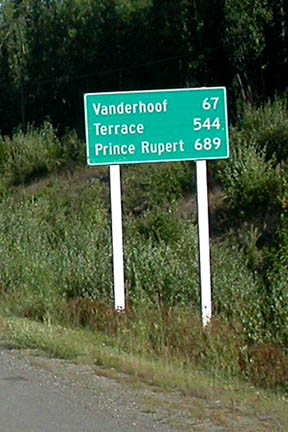 Vanderhoof 67
Terrace 544
Prince Rupert 689